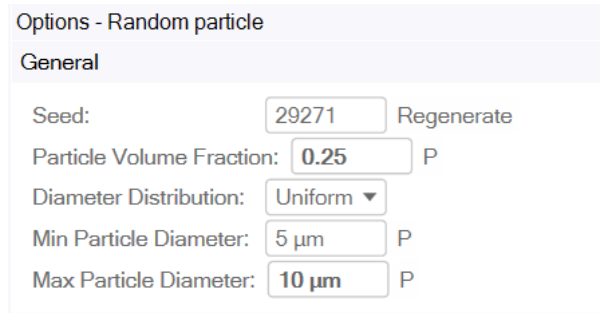 Options - Random particle
General
Seed: 29271 Regenerate
Particle Volume Fraction: 0.25 P
Diameter Distribution: Uniform
Min Particle Diameter: 5 µm P
Max Particle Diameter: 10 µm P